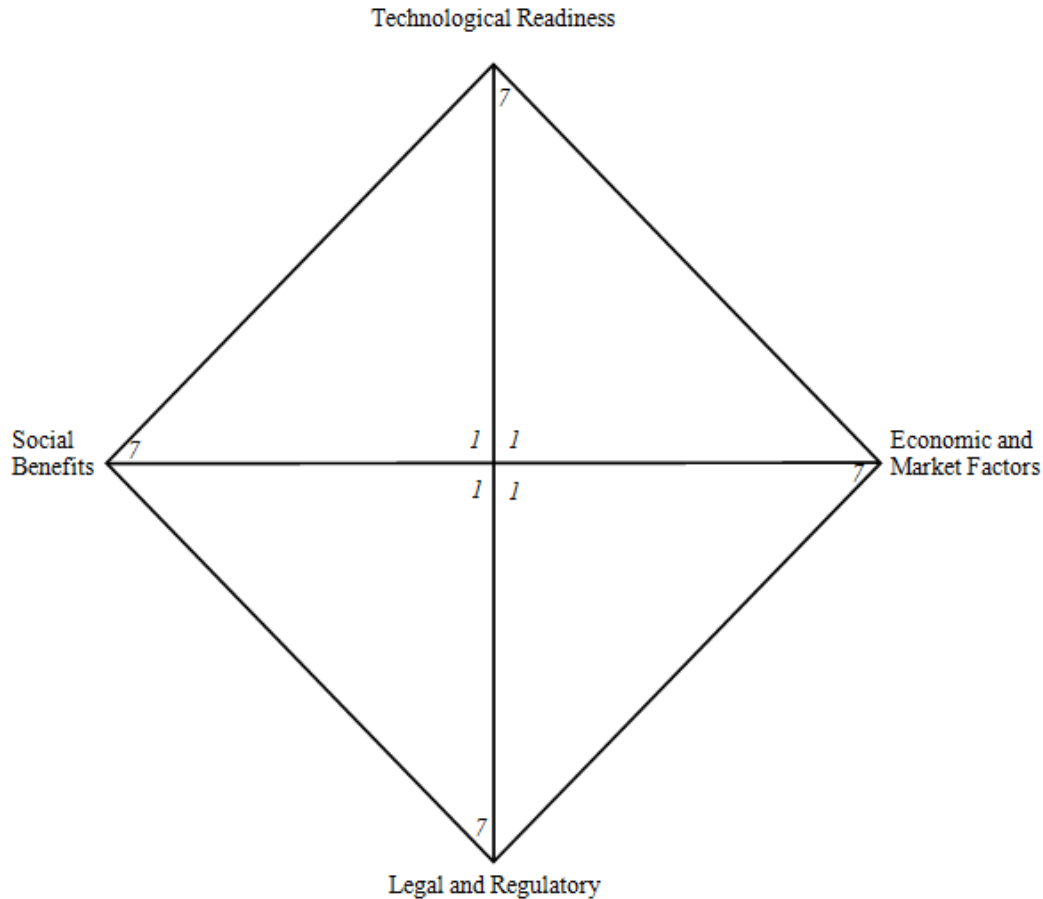 Technological Readiness
7
Social
Benefits
7
1 1
Economic and
Market Factors
7
1 1
7
Legal and Regulatory